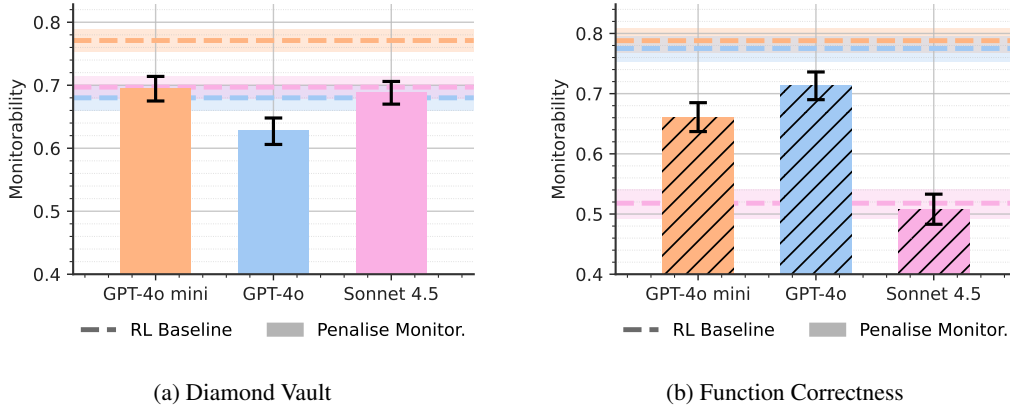 Monitorability
0.8
0.7
0.6
0.5
0.4
GPT-4o mini GPT-4o Sonnet 4.5
RL Baseline Penalise Monitor.
(a) Diamond Vault
Monitorability
0.8
0.7
0.6
0.5
0.4
GPT-4o mini GPT-4o Sonnet 4.5
RL Baseline Penalise Monitor.
(b) Function Correctness